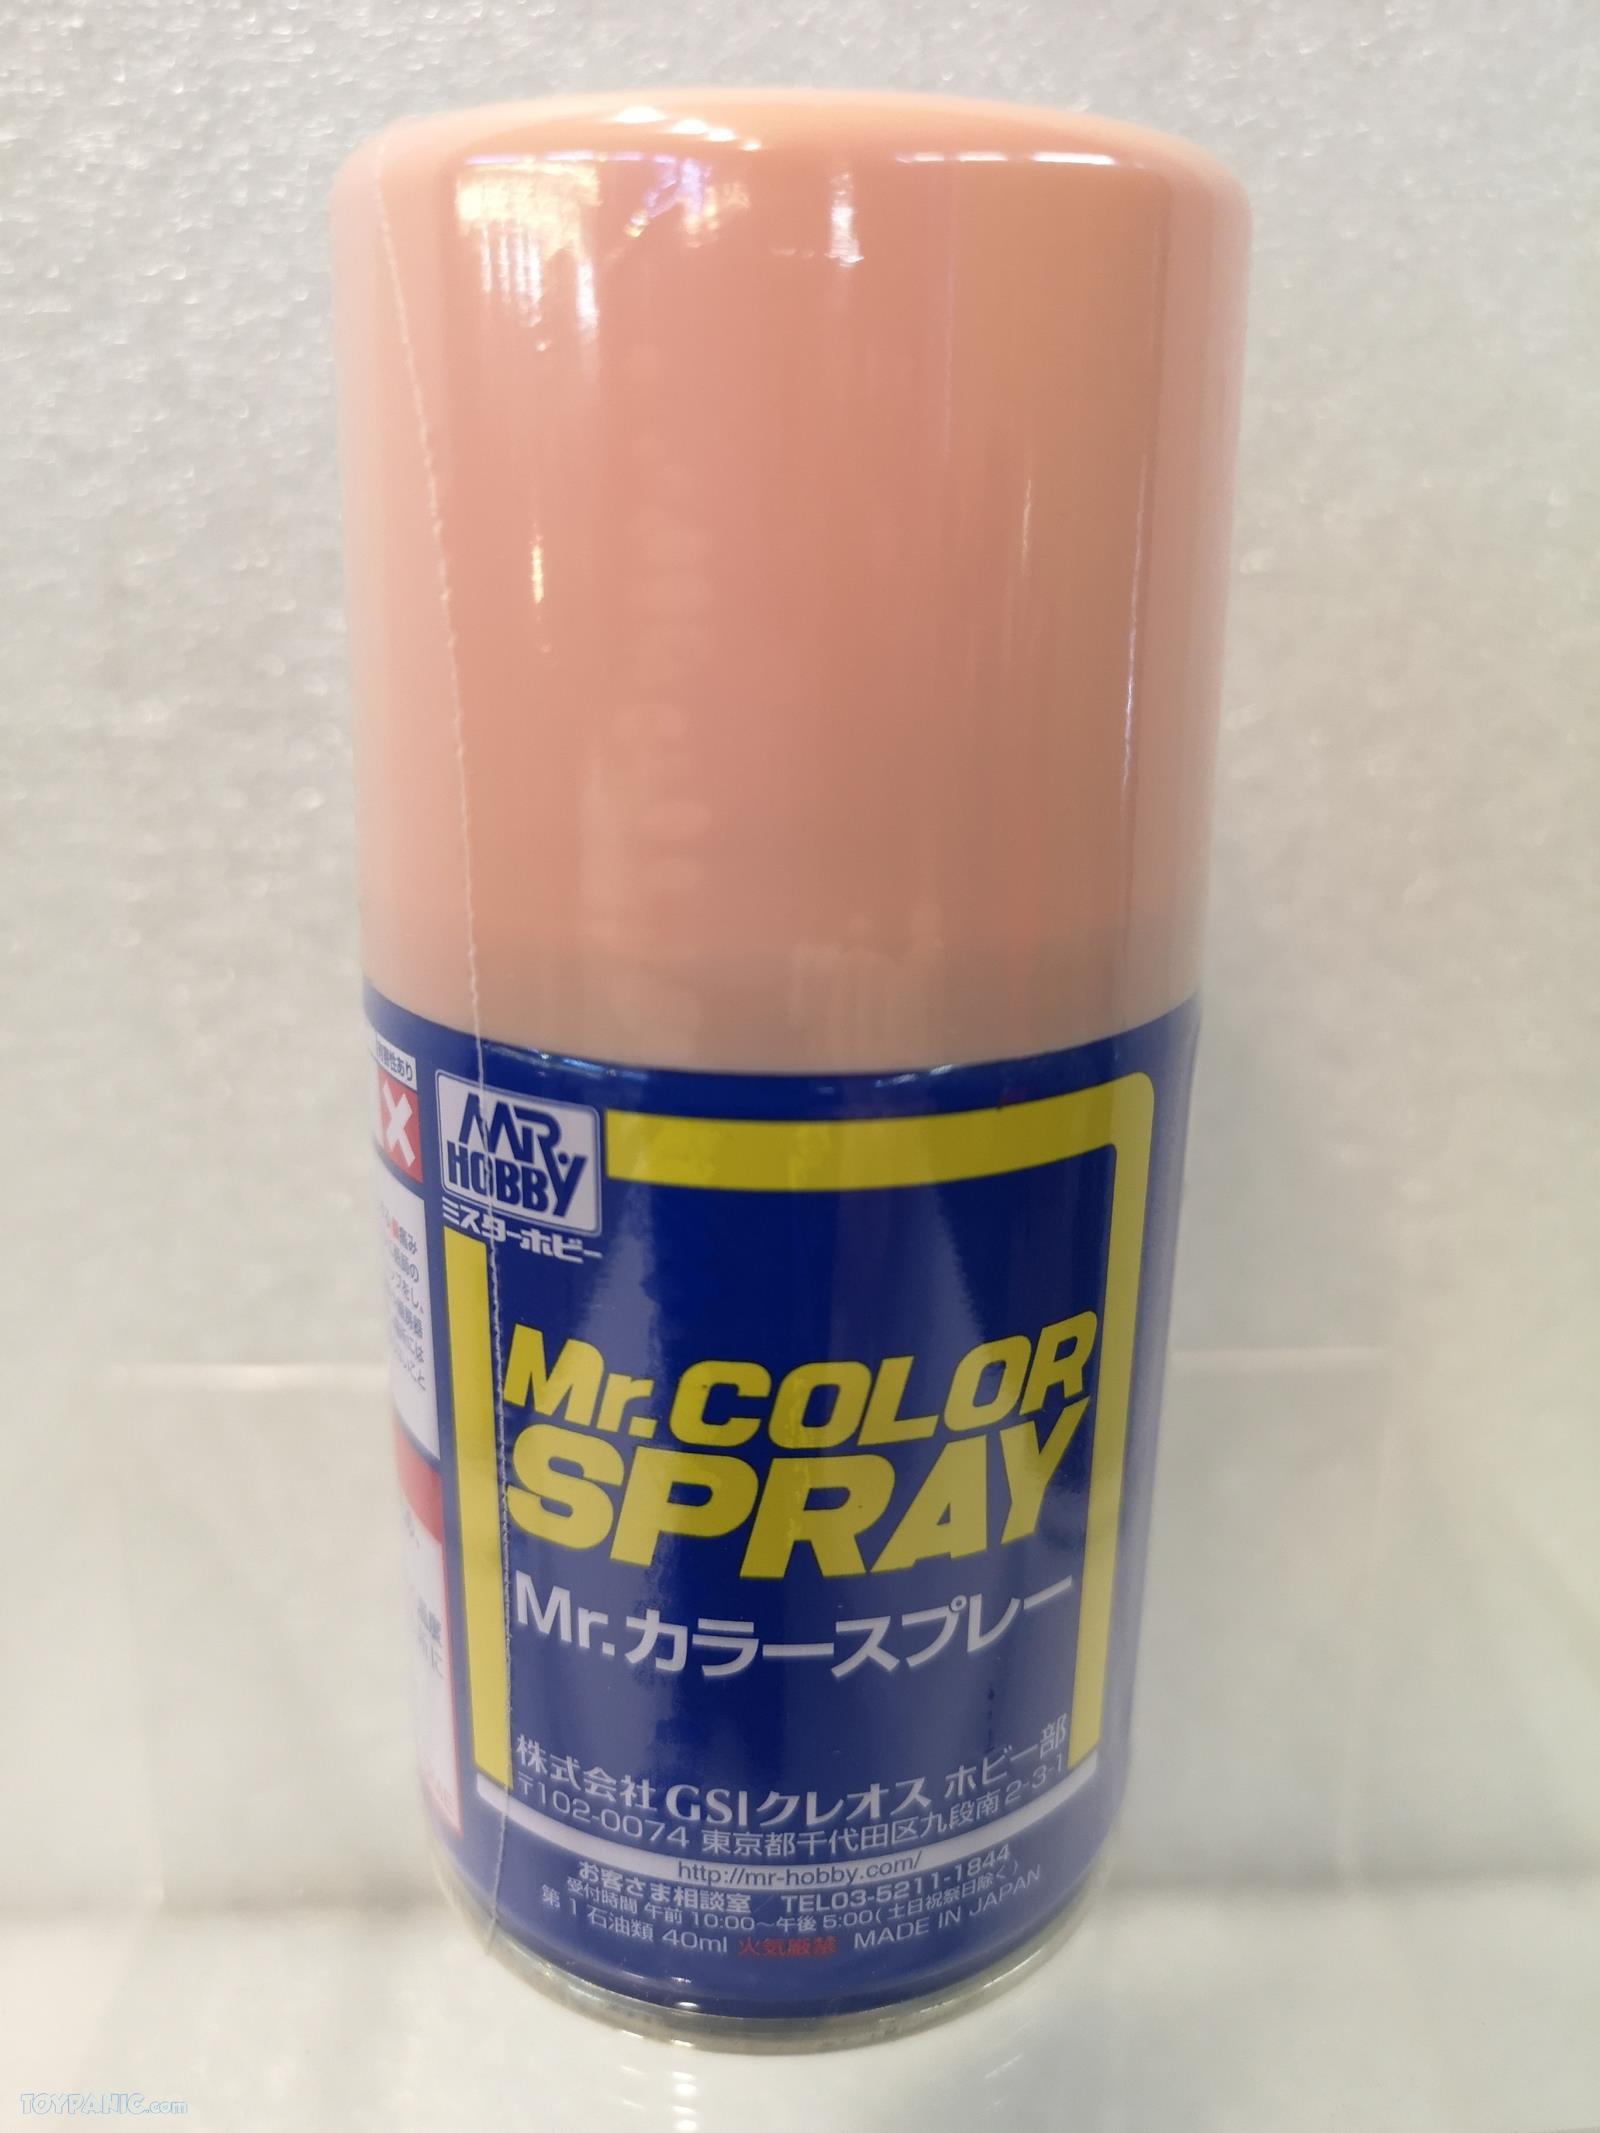 有害性あり
MR.
HOBBY
ミスターホビー
Mr.COLOR
SPRAY
Mr.カラースプレー
株式会社GSIクレオス ホビー部
〒102-0074 東京都千代田区九段南2-3-1
http://mr-hobby.com/
お客さま相談室 TEL03-5211-1844
受付時間 午前10:00〜午後5:00(土日祝祭日除く)
第1石油類 40ml 火気厳禁 MADE IN JAPAN
TOYPANIC.com